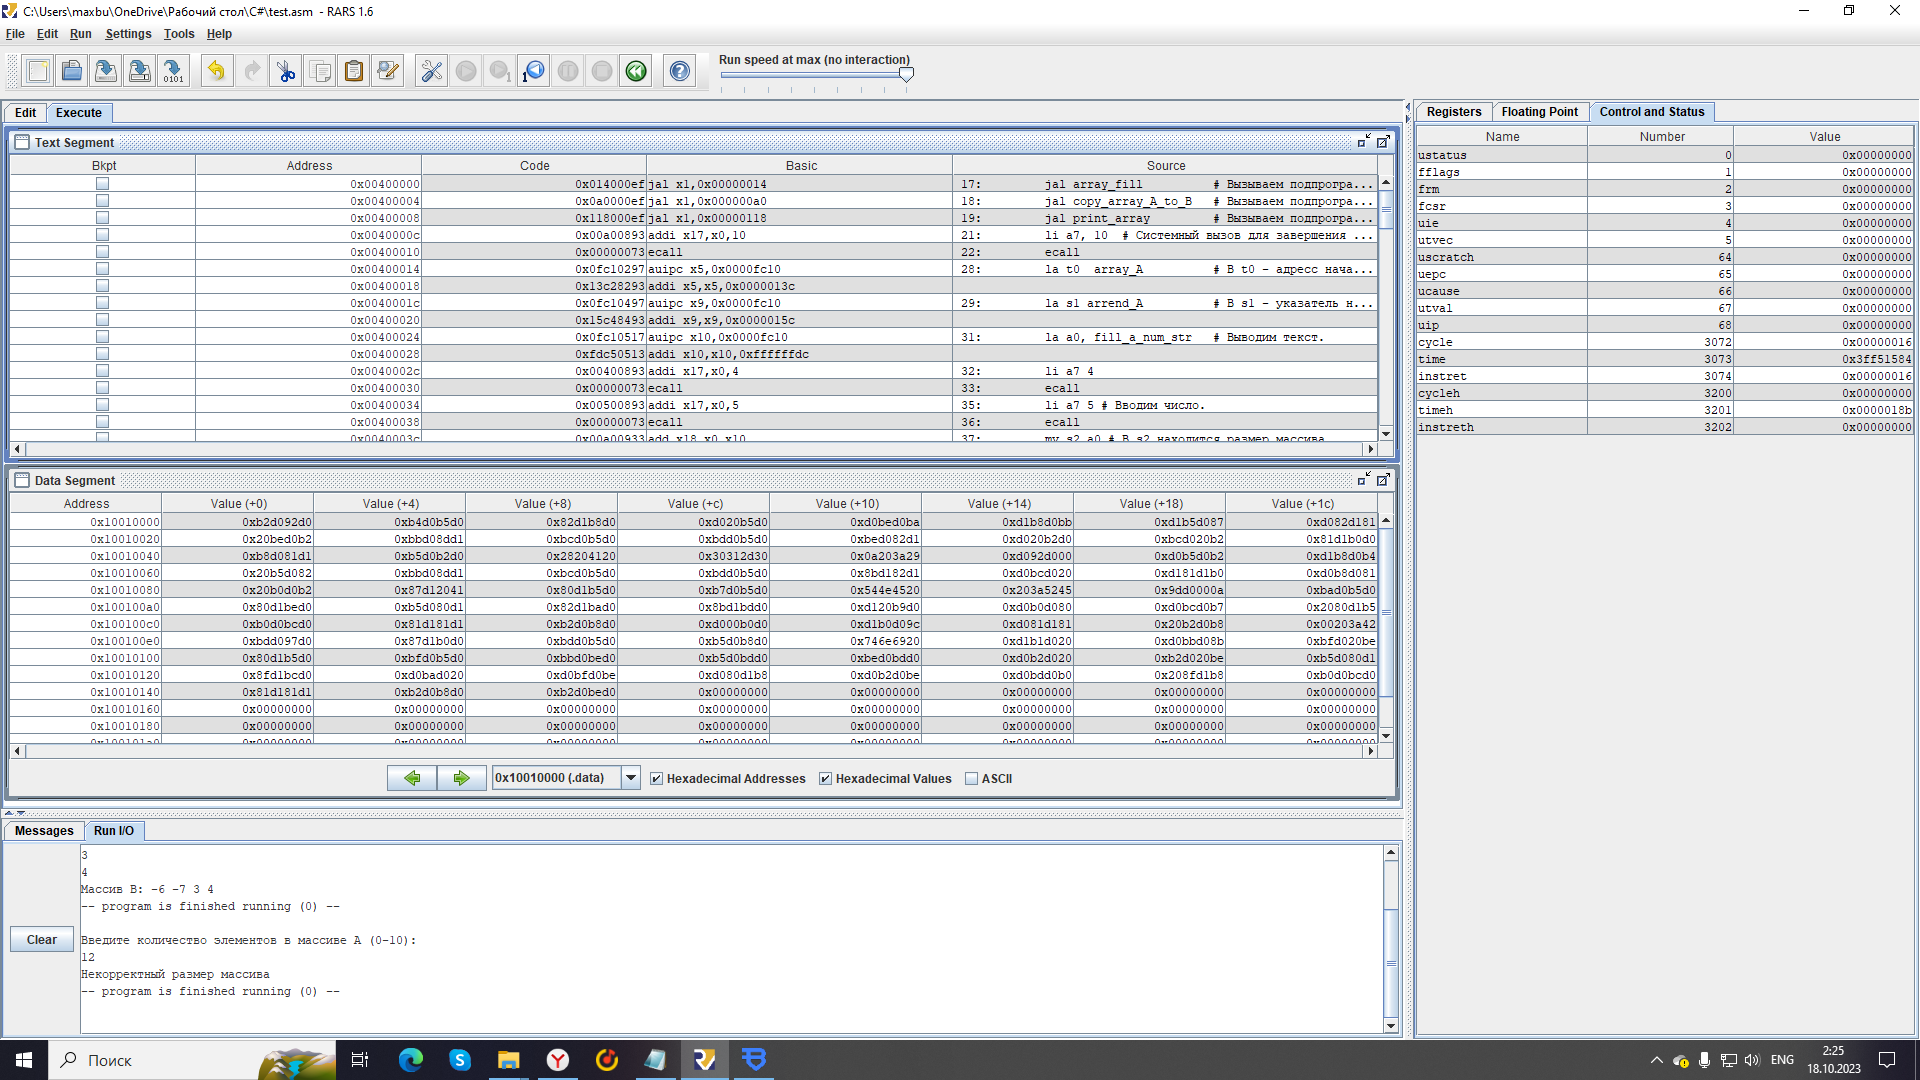 C:\Users\maxbu\OneDrive\Рабочий стол\C#\test.asm - RARS 1.6
File Edit Run Settings Tools Help
Run speed at max (no interaction)
Edit Execute
Text Segment
Bkpt Address Code Basic Source
0x00400000 0x014000ef jal x1,0x00000014 17: jal array_fill # Вызываем подпрогра...
0x00400004 0x0a0000ef jal x1,0x000000a0 18: jal copy_array_A_to_B # Вызываем подпрогра...
0x00400008 0x118000ef jal x1,0x00000118 19: jal print_array # Вызываем подпрогра...
0x0040000c 0x00a00893 addi x17,x0,10 21: li a7, 10 # Системный вызов для завершения ...
0x00400010 0x00000073 ecall 22: ecall
0x00400014 0x0fc10297 auipc x5,0x0000fc10 28: la t0 array_A # В t0 - адресс нача...
0x00400018 0x13c28293 addi x5,x5,0x0000013c
0x0040001c 0x0fc10497 auipc x9,0x0000fc10 29: la s1 arrend_A # В s1 - указатель н...
0x00400020 0x15c48493 addi x9,x9,0x0000015c
0x00400024 0x0fc10517 auipc x10,0x0000fc10 31: la a0, fill_a_num_str # Выводим текст.
0x00400028 0xfdc50513 addi x10,x10,0xffffffdc
0x0040002c 0x00400893 addi x17,x0,4 32: li a7 4
0x00400030 0x00000073 ecall 33: ecall
0x00400034 0x00500893 addi x17,x0,5 35: li a7 5 # Вводим число.
0x00400038 0x00000073 ecall 36: ecall
0x0040003c 0x00a00933 add x18,x0,x10 37: mv s2 a0 # В s2 находится размер массива
Data Segment
Address Value (+0) Value (+4) Value (+8) Value (+c) Value (+10) Value (+14) Value (+18) Value (+1c)
0x10010000 0xb2d092d0 0xb4d0b5d0 0x82d1b8d0 0xd020b5d0 0xd0bed0ba 0xd1b8d0bb 0xd1b5d087 0xd082d181
0x10010020 0x20bed0b2 0xbbd08dd1 0xbcd0b5d0 0xbdd0b5d0 0xbed082d1 0xd020b2d0 0xbcd020b2 0x81d1b0d0
0x10010040 0xb8d081d1 0xb5d0b2d0 0x28204120 0x30312d30 0x0a203a29 0xd092d000 0xd0b5d0b2 0xd1b8d0b4
0x10010060 0x20b5d082 0xbbd08dd1 0xbcd0b5d0 0xbdd0b5d0 0x8bd182d1 0xd0bcd020 0xd181d1b0 0xd0b8d081
0x10010080 0x20b0d0b2 0x87d12041 0x80d1b5d0 0xb7d0b5d0 0x544e4520 0x203a5245 0x9dd0000a 0xbad0b5d0
0x100100a0 0x80d1bed0 0xb5d080d1 0x82d1bad0 0x8bd1bdd0 0xd120b9d0 0xd0b0d080 0xd0bcd0b7 0x2080d1b5
0x100100c0 0xb0d0bcd0 0x81d181d1 0xb2d0b8d0 0xd000b0d0 0xd1b0d09c 0xd081d181 0x20b2d0b8 0x00203a42
0x100100e0 0xbdd097d0 0x87d1b0d0 0xbdd0b5d0 0xb5d0b8d0 0x746e6920 0xd1b1d020 0xd0bbd08b 0xbfd020be
0x10010100 0x80d1b5d0 0xbfd0b5d0 0xbbd0bed0 0xb5d0bdd0 0xbed0bdd0 0xd0b2d020 0xb2d020be 0xb5d080d1
0x10010120 0x8fd1bcd0 0xd0bad020 0xd0bfd0be 0xd080d1b8 0xd0b2d0be 0xd0bdd0b0 0x208fd1b8 0xb0d0bcd0
0x10010140 0x81d181d1 0xb2d0b8d0 0xb2d0bed0 0x00000000 0x00000000 0x00000000 0x00000000 0x00000000
0x10010160 0x00000000 0x00000000 0x00000000 0x00000000 0x00000000 0x00000000 0x00000000 0x00000000
0x10010180 0x00000000 0x00000000 0x00000000 0x00000000 0x00000000 0x00000000 0x00000000 0x00000000
0x100101a0 0x00000000 0x00000000 0x00000000 0x00000000 0x00000000 0x00000000 0x00000000 0x00000000
0x10010000 (.data) Hexadecimal Addresses Hexadecimal Values ASCII
Messages Run I/O
Clear
3
4
Массив B: -6 -7 3 4
-- program is finished running (0) --
Введите количество элементов в массиве A (0-10):
12
Некорректный размер массива
-- program is finished running (0) --
Registers Floating Point Control and Status
Name Number Value
ustatus 0 0x00000000
fflags 1 0x00000000
frm 2 0x00000000
fcsr 3 0x00000000
uie 4 0x00000000
utvec 5 0x00000000
uscratch 64 0x00000000
uepc 65 0x00000000
ucause 66 0x00000000
utval 67 0x00000000
uip 68 0x00000000
cycle 3072 0x00000016
time 3073 0x3ff51584
instret 3074 0x00000016
cycleh 3200 0x00000000
timeh 3201 0x0000018b
instreth 3202 0x00000000
Поиск
ENG
2:25
18.10.2023